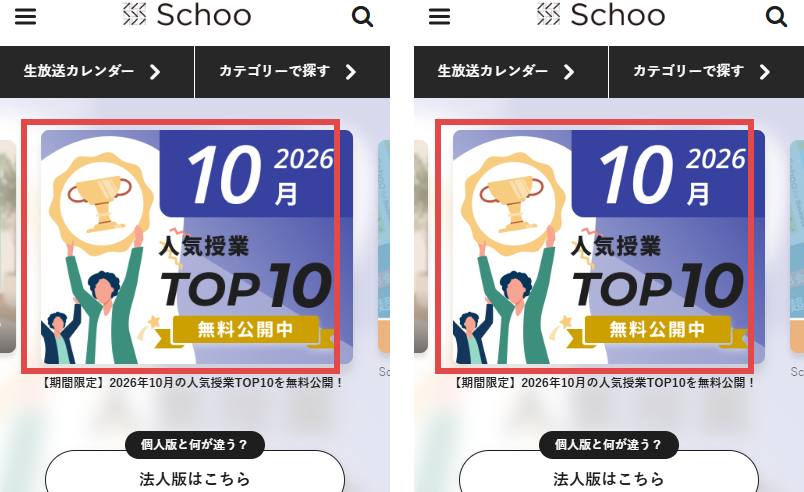 Schoo
生放送カレンダー
カテゴリーで探す
10
2026
月
人気授業
TOP10
無料公開中
【期間限定】2026年10月の人気授業TOP10を無料公開！
個人版と何が違う？
法人版はこちら
Schoo
生放送カレンダー
カテゴリーで探す
10
2026
月
人気授業
TOP10
無料公開中
【期間限定】2026年10月の人気授業TOP10を無料公開！
個人版と何が違う？
法人版はこちら